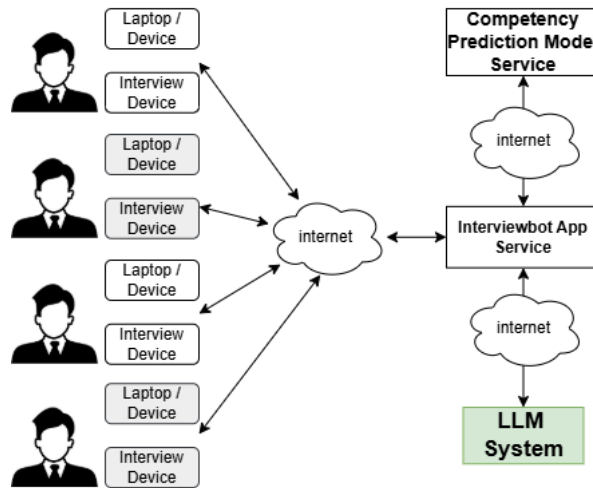 Laptop /
Device
Interview
Device
Laptop /
Device
Interview
Device
Laptop /
Device
Interview
Device
Laptop /
Device
Interview
Device
internet
Competency
Prediction Mode
Service
internet
Interviewbot App
Service
internet
LLM
System